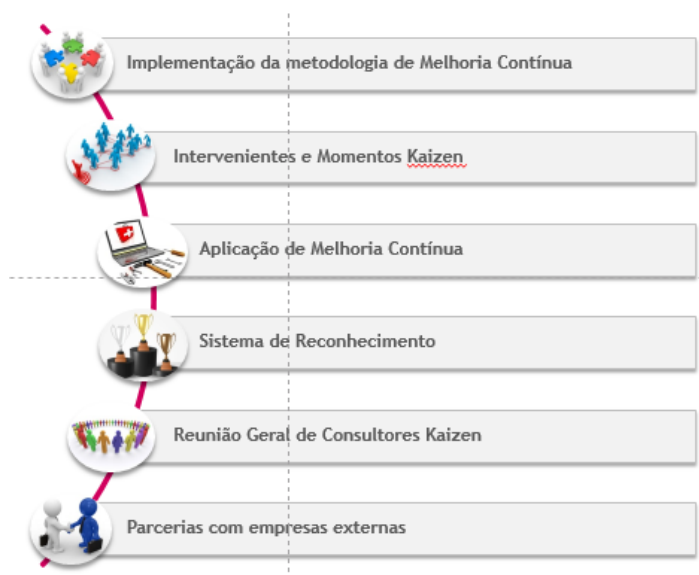 Implementação da metodologia de Melhoria Contínua
Intervenientes e Momentos Kaizen
Aplicação de Melhoria Contínua
Sistema de Reconhecimento
Reunião Geral de Consultores Kaizen
Parcerias com empresas externas